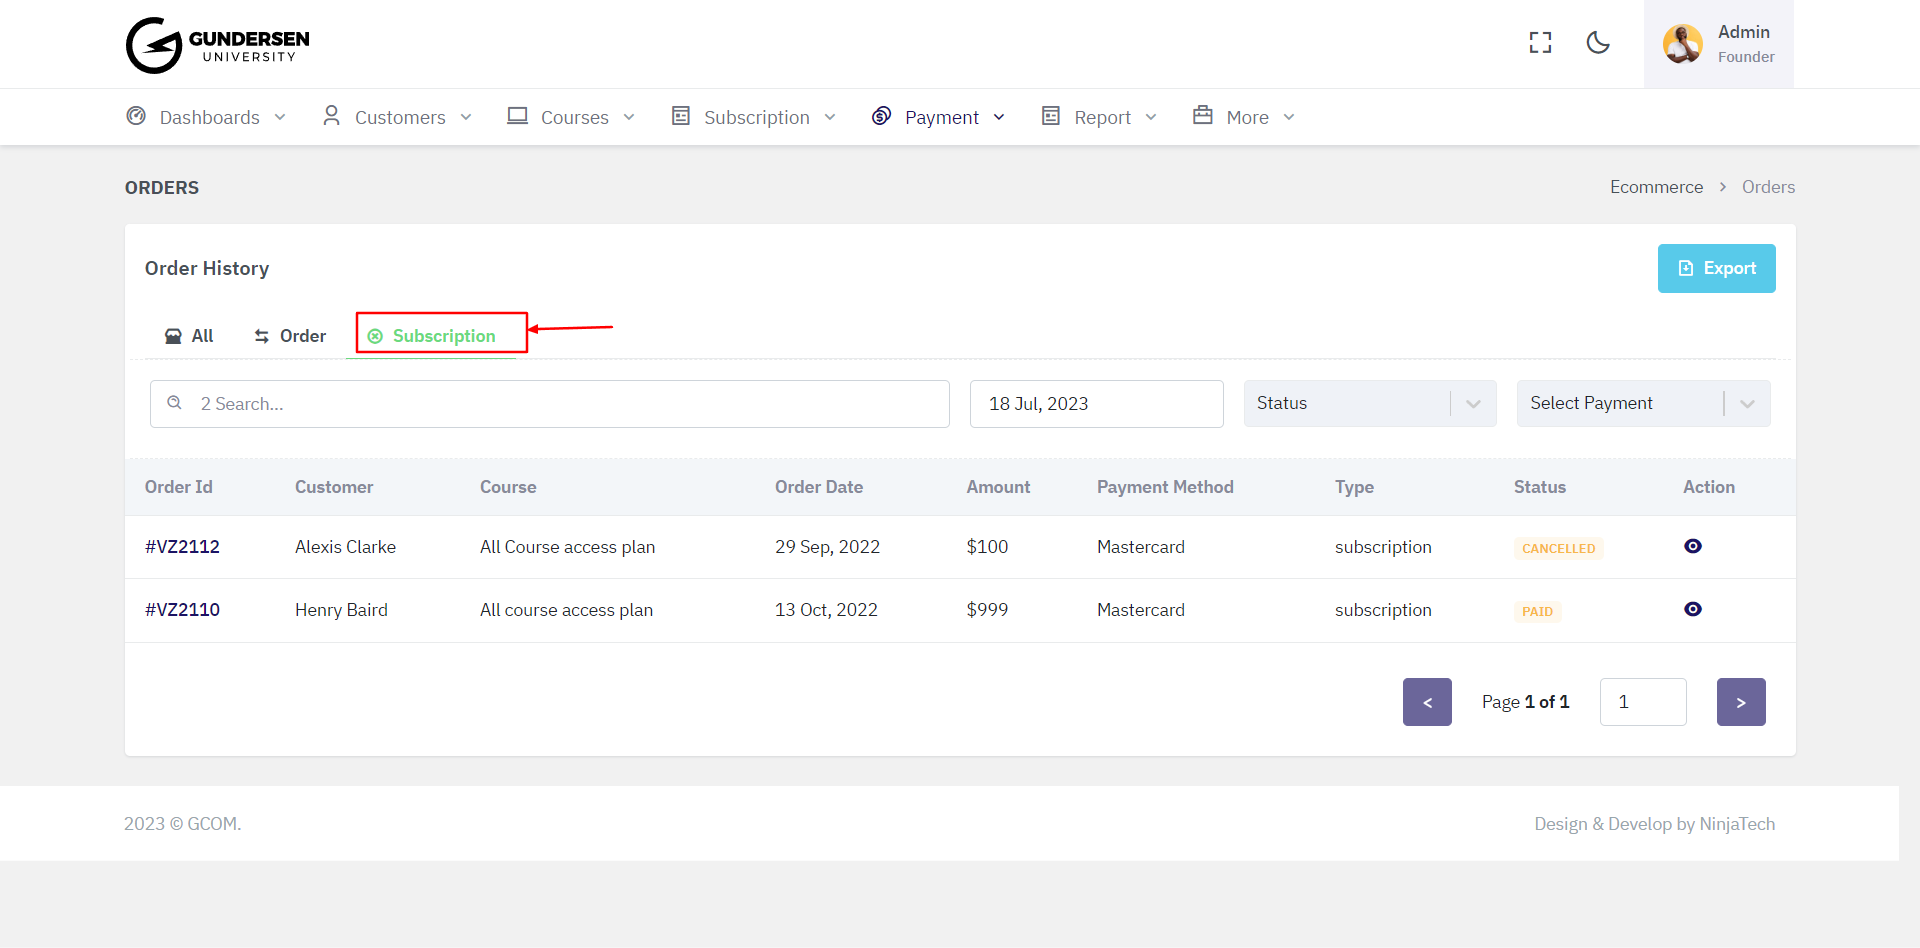 GUNDERSEN
UNIVERSITY
Admin
Founder
Dashboards Customers Courses Subscription Payment Report More
ORDERS
Ecommerce > Orders
Order History
Export
All Order Subscription
2 Search... 18 Jul, 2023 Status Select Payment
Order Id Customer Course Order Date Amount Payment Method Type Status Action
#VZ2112 Alexis Clarke All Course access plan 29 Sep, 2022 $100 Mastercard subscription CANCELLED
#VZ2110 Henry Baird All course access plan 13 Oct, 2022 $999 Mastercard subscription PAID
< Page 1 of 1 1 >
2023 © GCOM. Design & Develop by NinjaTech